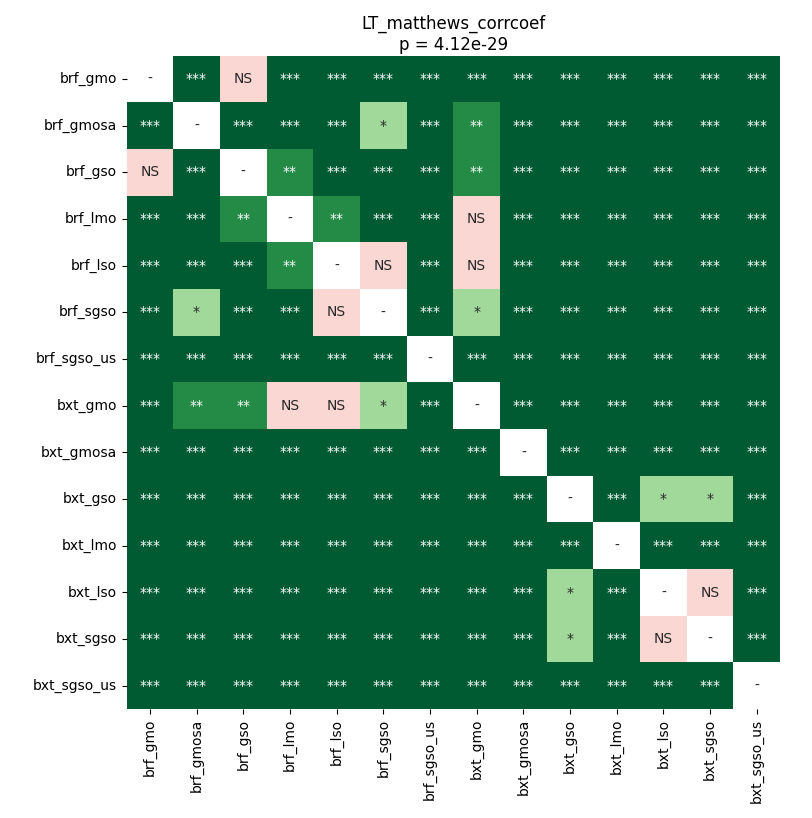 LT_matthews_corrcoef
p = 4.12e-29
brf_gmo - *** NS *** *** *** *** *** *** *** *** *** *** ***
brf_gmosa *** - *** *** *** * *** ** *** *** *** *** *** ***
brf_gso NS *** - ** *** *** *** ** *** *** *** *** *** ***
brf_lmo *** *** ** - ** *** *** NS *** *** *** *** *** ***
brf_lso *** *** *** ** - NS *** NS *** *** *** *** *** ***
brf_sgso *** * *** *** NS - *** * *** *** *** *** *** ***
brf_sgso_us *** *** *** *** *** *** - *** *** *** *** *** *** ***
bxt_gmo *** ** ** NS NS * *** - *** *** *** *** *** ***
bxt_gmosa *** *** *** *** *** *** *** *** - *** *** *** *** ***
bxt_gso *** *** *** *** *** *** *** *** *** - *** * * ***
bxt_lmo *** *** *** *** *** *** *** *** *** *** - *** *** ***
bxt_lso *** *** *** *** *** *** *** *** *** * *** - NS ***
bxt_sgso *** *** *** *** *** *** *** *** *** * *** NS - ***
bxt_sgso_us *** *** *** *** *** *** *** *** *** *** *** *** *** -
brf_gmo brf_gmosa brf_gso brf_lmo brf_lso brf_sgso brf_sgso_us bxt_gmo bxt_gmosa bxt_gso bxt_lmo bxt_lso bxt_sgso bxt_sgso_us